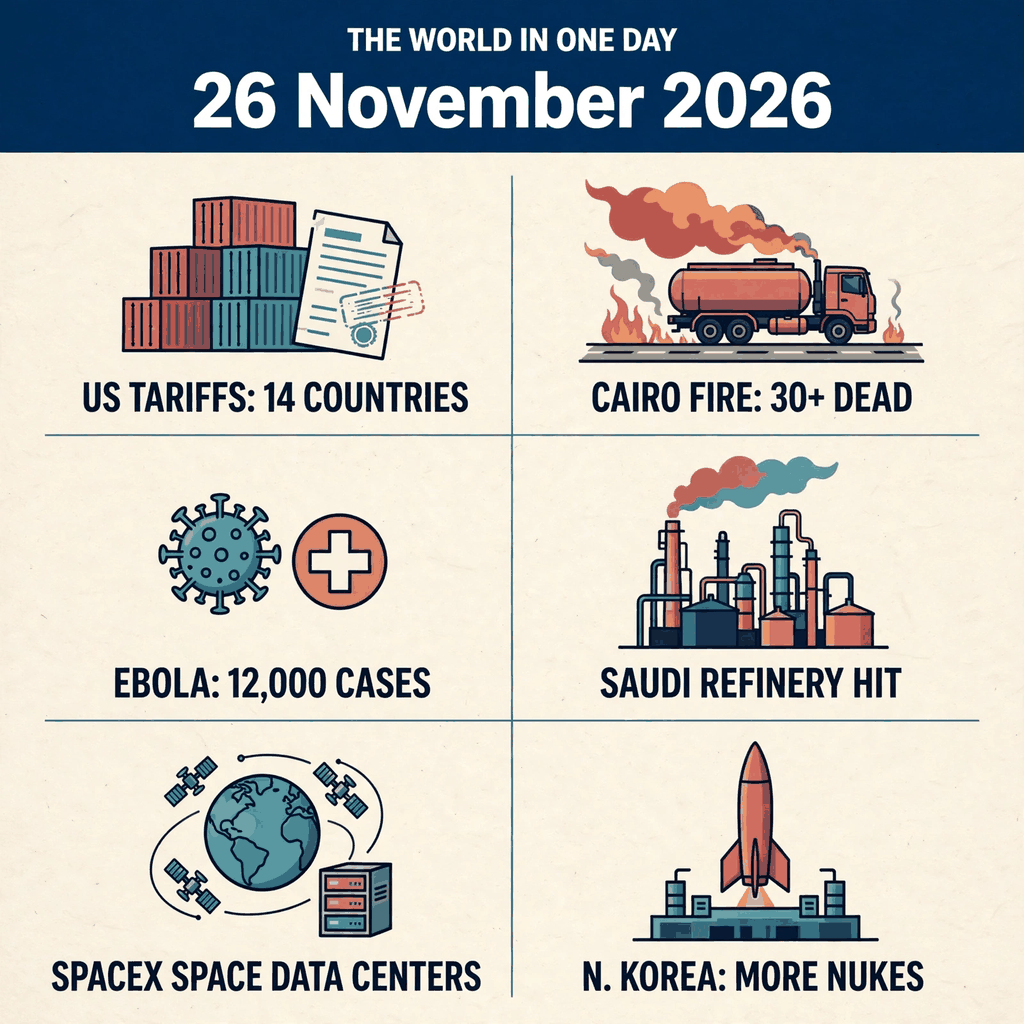 THE WORLD IN ONE DAY
26 November 2026
US TARIFFS: 14 COUNTRIES
CAIRO FIRE: 30+ DEAD
EBOLA: 12,000 CASES
SAUDI REFINERY HIT
SPACEX SPACE DATA CENTERS
N. KOREA: MORE NUKES